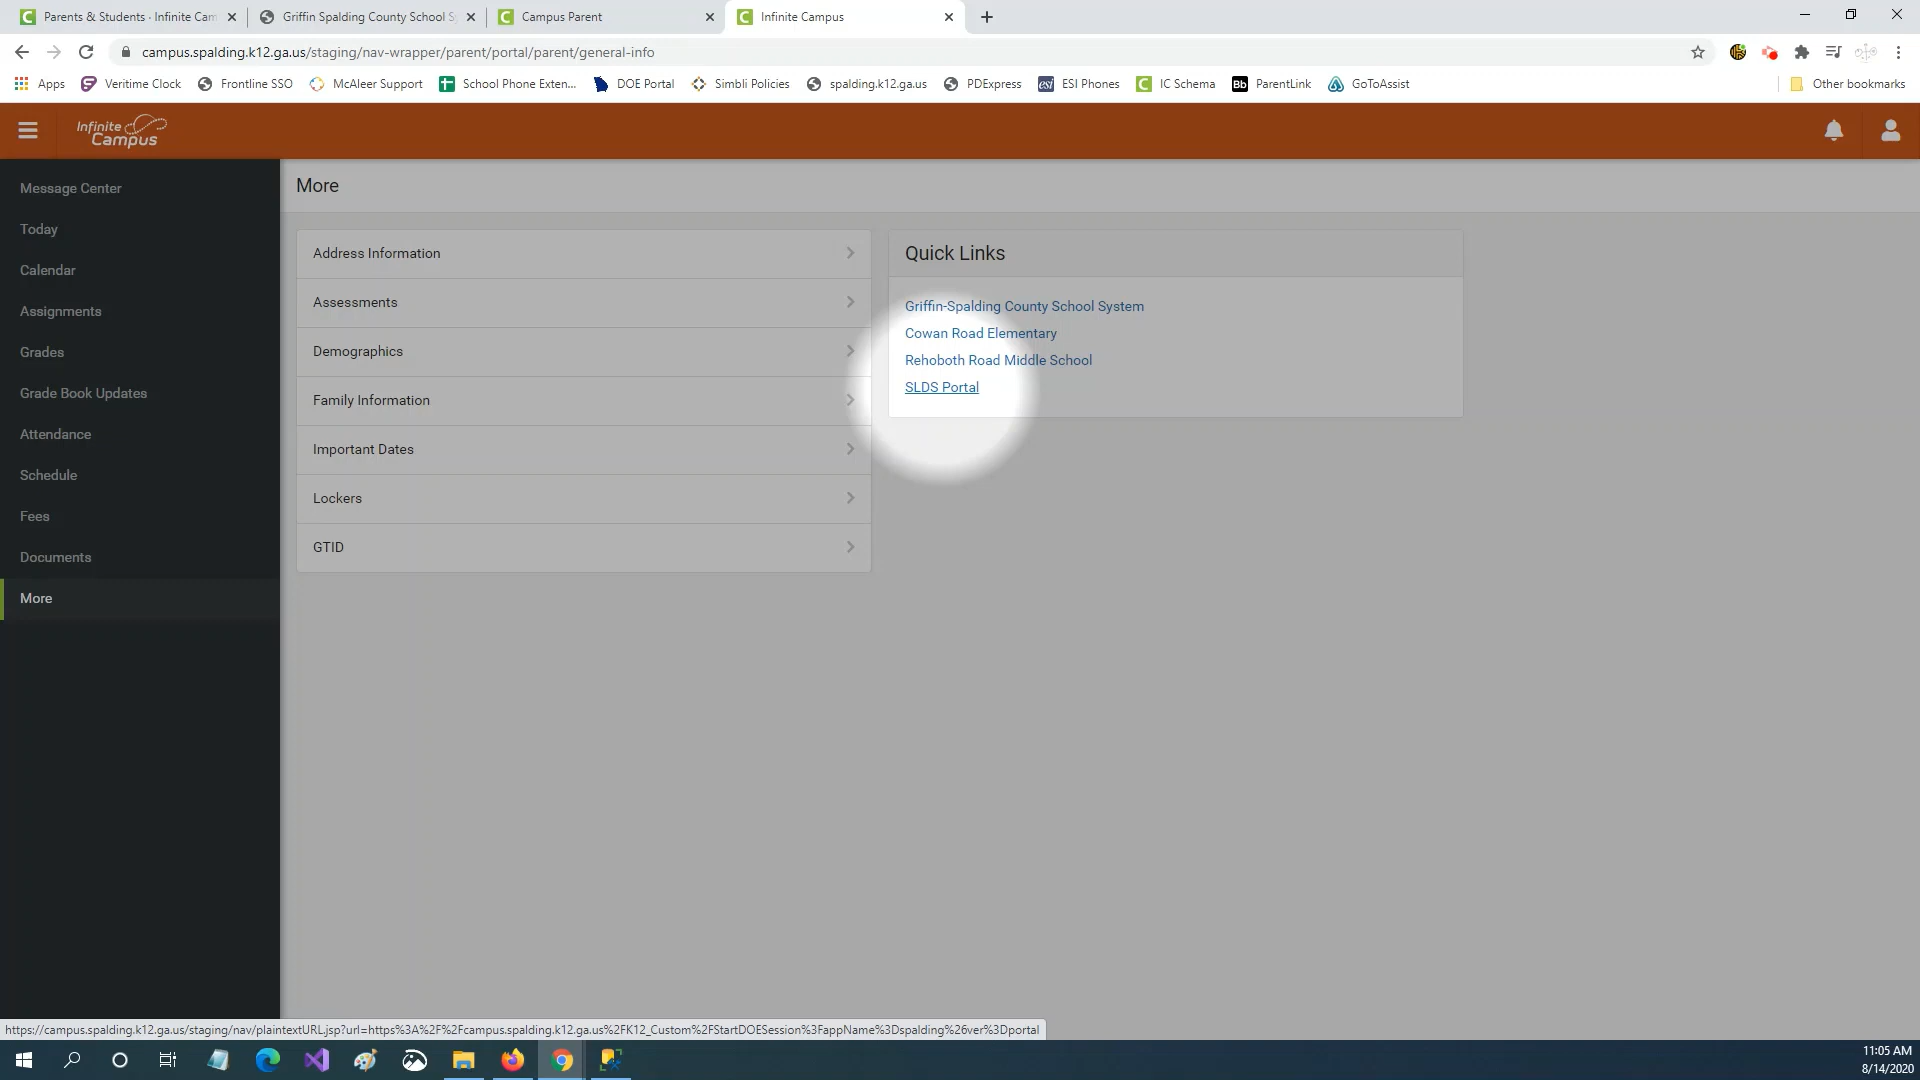 Parents & Students · Infinite Cam
Griffin Spalding County School S
Campus Parent
Infinite Campus
campus.spalding.k12.ga.us/staging/nav-wrapper/parent/portal/parent/general-info
Apps
Veritime Clock
Frontline SSO
McAleer Support
School Phone Exten...
DOE Portal
Simbli Policies
spalding.k12.ga.us
PDExpress
esi
ESI Phones
IC Schema
Bb
ParentLink
GoToAssist
Other bookmarks
Infinite
Campus
Message Center
Today
Calendar
Assignments
Grades
Grade Book Updates
Attendance
Schedule
Fees
Documents
More
More
Address Information
Assessments
Demographics
Family Information
Important Dates
Lockers
GTID
Quick Links
Griffin-Spalding County School System
Cowan Road Elementary
Rehoboth Road Middle School
SLDS Portal
https://campus.spalding.k12.ga.us/staging/nav/plaintextURL.jsp?url=https%3A%2F%2Fcampus.spalding.k12.ga.us%2FK12_Custom%2FStartDOESession%3FappName%3Dspalding%26ver%3Dportal
11:05 AM
8/14/2020